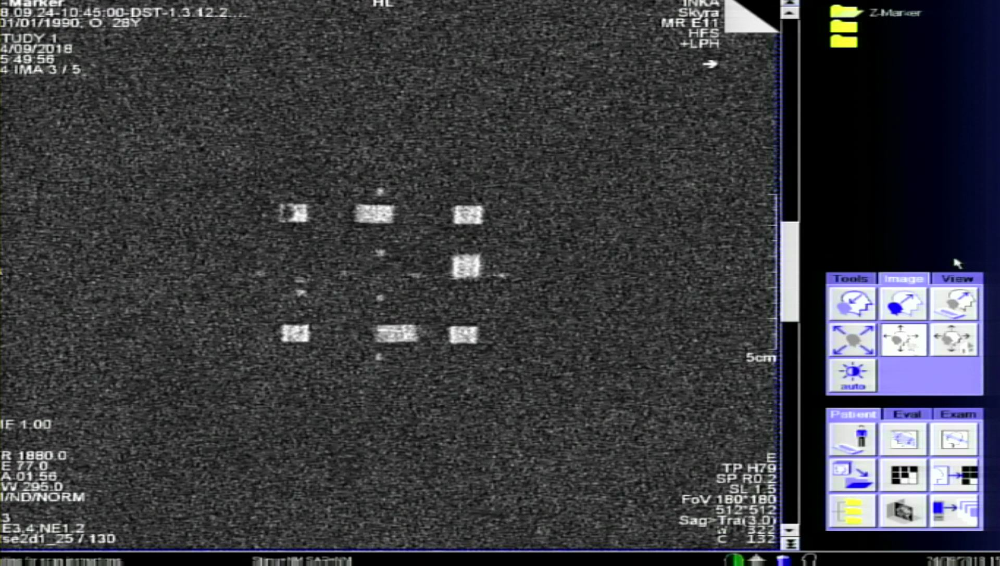 -Marker
8.09.24-10:45:00-DST-1.3.12.2....
01/01/1990, O, 28Y
TUDY 1
4/09/2018
5:49:56
4 IMA 3 / 5
HL
INKA
Skyra
MR E11
HFS
+LPH
Z-Marker
5cm
Tools Image View
auto
Patient Eval Exam
IF 1.00
R 1880.0
E 77.0
A 01:56
W 295.0
I/ND/NORM
3
E3,4;NE1,2
se2d1_25 / 130
E
TP H79
SP R0.2
SL 1.5
FoV 180*180
512*512
Sag>Tra(3.0)
W 322
C 132